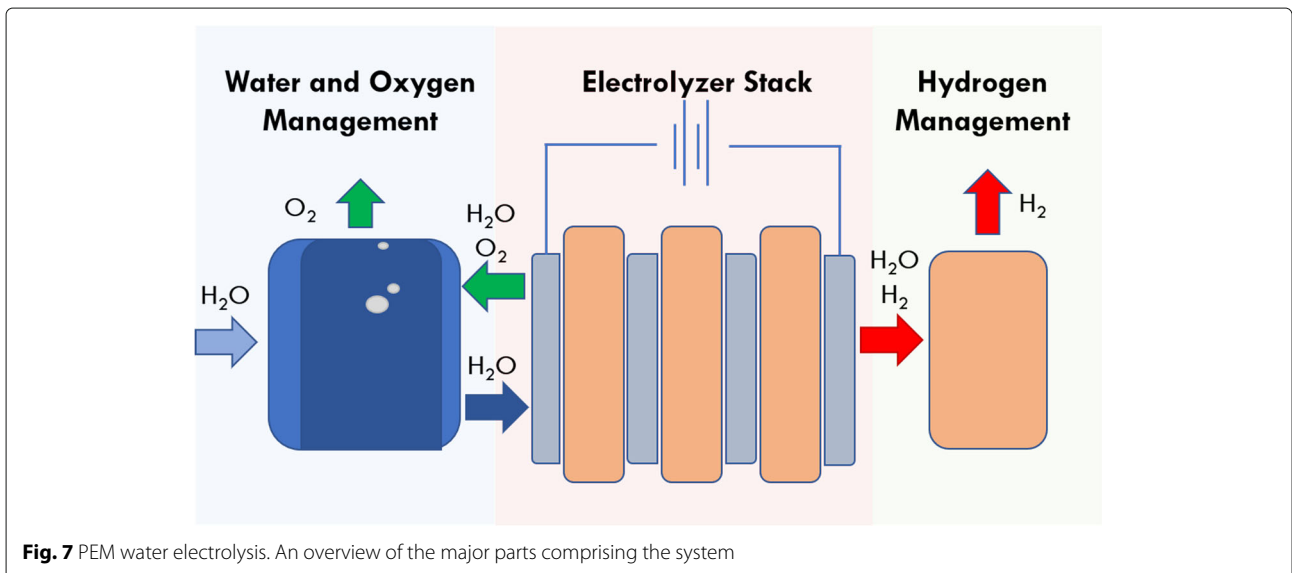 Water and Oxygen
Management
Electrolyzer Stack
Hydrogen
Management
O₂
H₂O
O₂
H₂O
H₂O
H₂O
H₂
H₂
Fig. 7 PEM water electrolysis. An overview of the major parts comprising the system